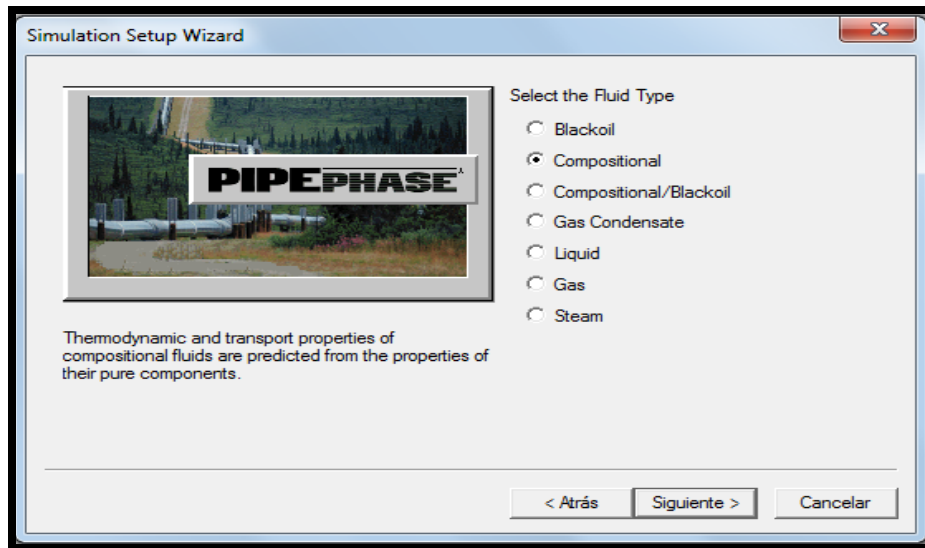 Simulation Setup Wizard
PIPEPHASE
Select the Fluid Type
Blackoil
Compositional
Compositional/Blackoil
Gas Condensate
Liquid
Gas
Steam
Thermodynamic and transport properties of
compositional fluids are predicted from the properties of
their pure components.
< Atrás
Siguiente >
Cancelar